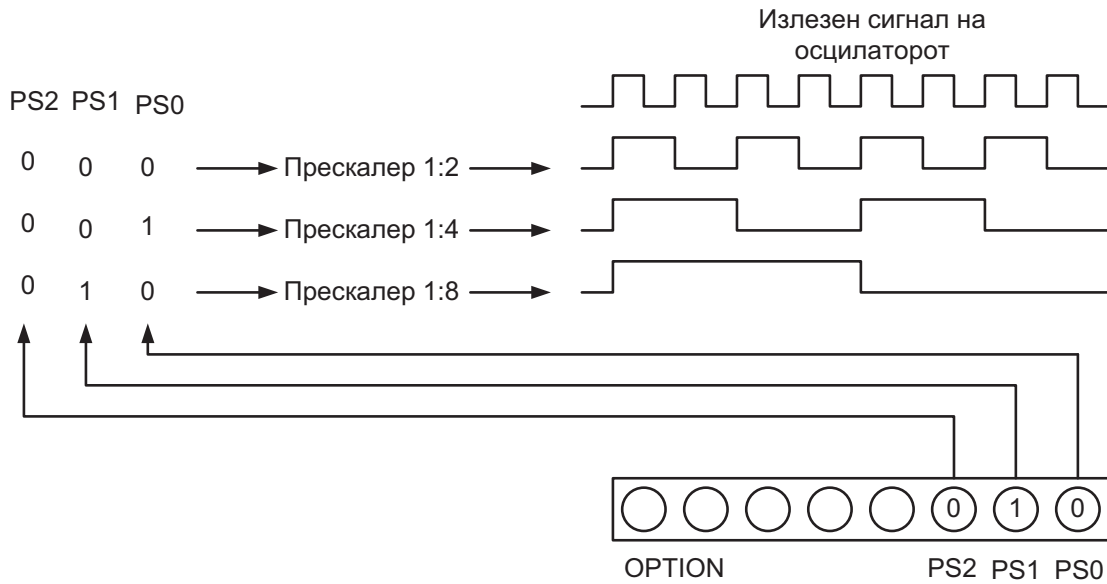 Излезен сигнал на
осцилаторот
PS2 PS1 PS0
0 0 0 Прескалер 1:2
0 0 1 Прескалер 1:4
0 1 0 Прескалер 1:8
0 1 0
OPTION PS2 PS1 PS0